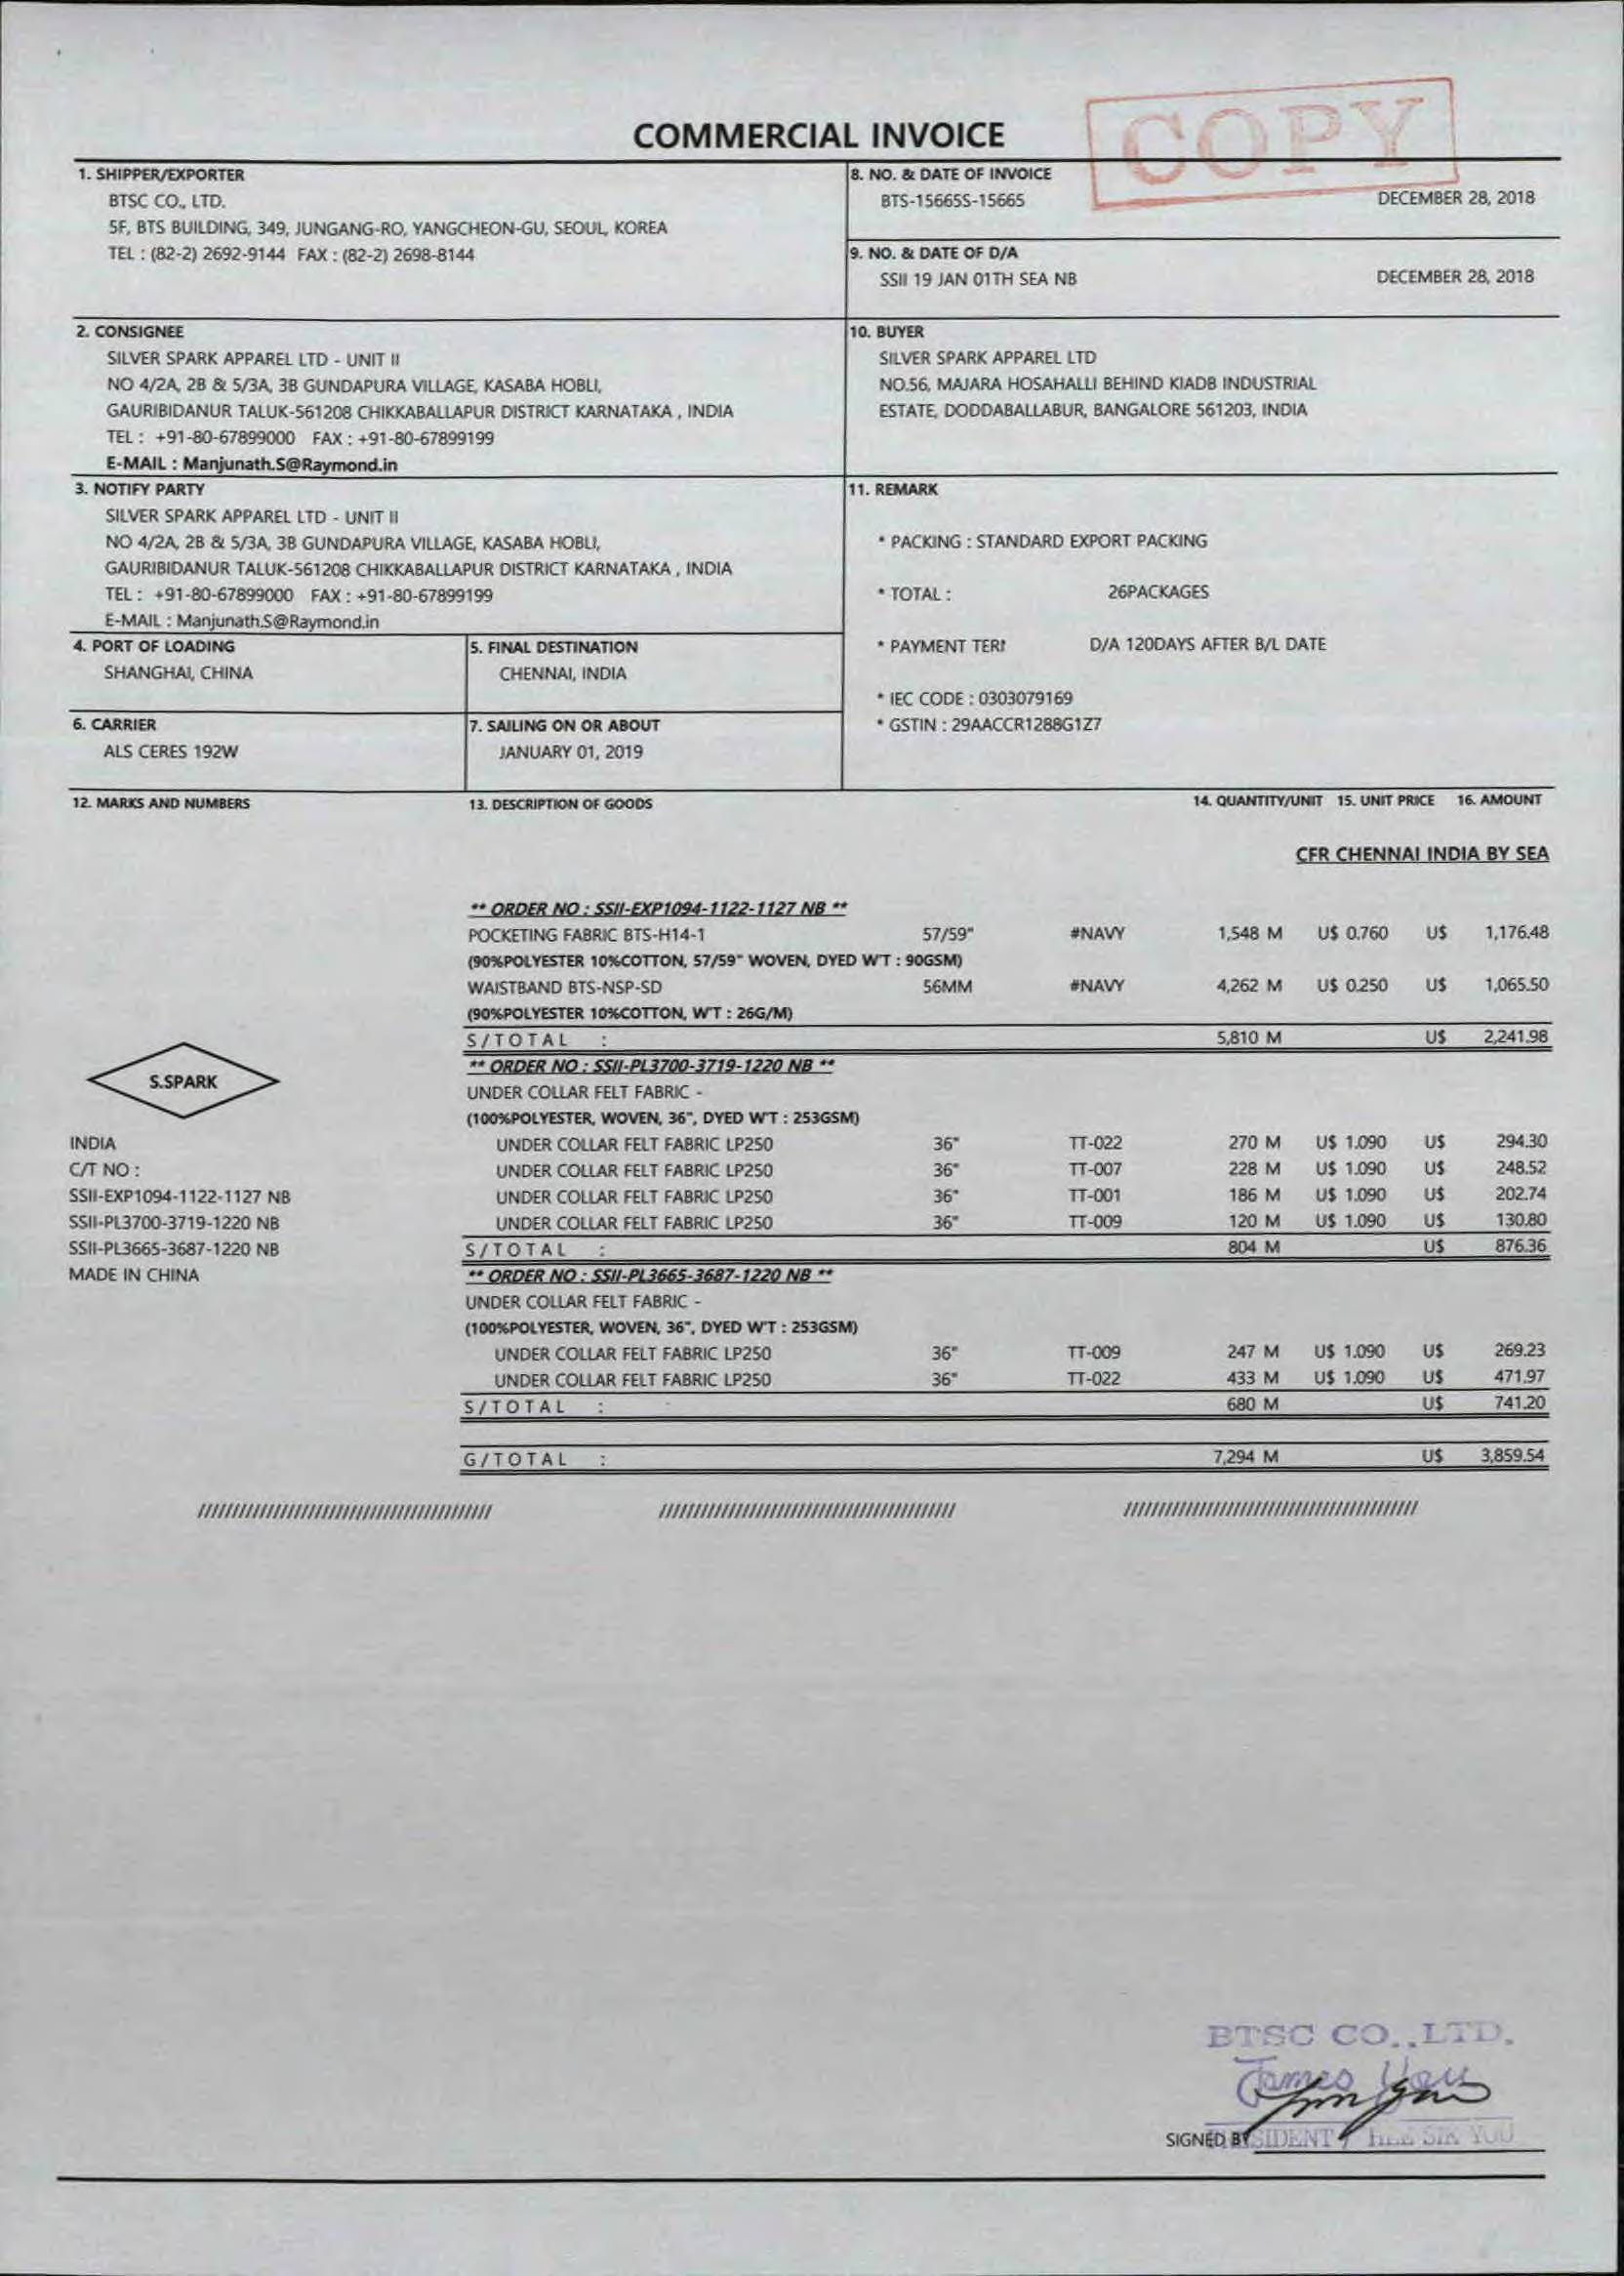 COPY
COMMERCIAL INVOICE
1. SHIPPER/EXPORTER
BTSC CO., LTD.
5F, BTS BUILDING, 349, JUNGANG-RO, YANGCHEON-GU, SEOUL, KOREA
TEL : (82-2) 2692-9144 FAX : (82-2) 2698-8144
8. NO. & DATE OF INVOICE
BTS-15665S-15665 DECEMBER 28, 2018
9. NO. & DATE OF D/A
SSII 19 JAN 01TH SEA NB DECEMBER 28, 2018
2. CONSIGNEE
SILVER SPARK APPAREL LTD - UNIT II
NO 4/2A, 2B & 5/3A, 3B GUNDAPURA VILLAGE, KASABA HOBLI,
GAURIBIDANUR TALUK-561208 CHIKKABALLAPUR DISTRICT KARNATAKA , INDIA
TEL : +91-80-67899000 FAX : +91-80-67899199
E-MAIL : Manjunath.S@Raymond.in
10. BUYER
SILVER SPARK APPAREL LTD
NO.56, MAJARA HOSAHALLI BEHIND KIADB INDUSTRIAL
ESTATE, DODDABALLABUR, BANGALORE 561203, INDIA
3. NOTIFY PARTY
SILVER SPARK APPAREL LTD - UNIT II
NO 4/2A, 2B & 5/3A, 3B GUNDAPURA VILLAGE, KASABA HOBLI,
GAURIBIDANUR TALUK-561208 CHIKKABALLAPUR DISTRICT KARNATAKA , INDIA
TEL : +91-80-67899000 FAX : +91-80-67899199
E-MAIL : Manjunath.S@Raymond.in
11. REMARK
* PACKING : STANDARD EXPORT PACKING
* TOTAL : 26PACKAGES
* PAYMENT TER D/A 120DAYS AFTER B/L DATE
* IEC CODE : 0303079169
* GSTIN : 29AACCR1288G1Z7
4. PORT OF LOADING
SHANGHAI, CHINA
5. FINAL DESTINATION
CHENNAI, INDIA
6. CARRIER
ALS CERES 192W
7. SAILING ON OR ABOUT
JANUARY 01, 2019
12. MARKS AND NUMBERS 13. DESCRIPTION OF GOODS 14. QUANTITY/UNIT 15. UNIT PRICE 16. AMOUNT
CFR CHENNAI INDIA BY SEA
** ORDER NO : SSII-EXP1094-1122-1127 NB **
POCKETING FABRIC BTS-H14-1 57/59" #NAVY 1,548 M U$ 0.760 U$ 1,176.48
(90%POLYESTER 10%COTTON, 57/59" WOVEN, DYED W'T : 90GSM)
WAISTBAND BTS-NSP-SD 56MM #NAVY 4,262 M U$ 0.250 U$ 1,065.50
(90%POLYESTER 10%COTTON, W'T : 26G/M)
S/TOTAL : 5,810 M U$ 2,241.98
** ORDER NO : SSII-PL3700-3719-1220 NB **
UNDER COLLAR FELT FABRIC -
(100%POLYESTER, WOVEN, 36", DYED W'T : 253GSM)
UNDER COLLAR FELT FABRIC LP250 36" TT-022 270 M U$ 1.090 U$ 294.30
UNDER COLLAR FELT FABRIC LP250 36" TT-007 228 M U$ 1.090 U$ 248.52
UNDER COLLAR FELT FABRIC LP250 36" TT-001 186 M U$ 1.090 U$ 202.74
UNDER COLLAR FELT FABRIC LP250 36" TT-009 120 M U$ 1.090 U$ 130.80
S/TOTAL : 804 M U$ 876.36
** ORDER NO : SSII-PL3665-3687-1220 NB **
UNDER COLLAR FELT FABRIC -
(100%POLYESTER, WOVEN, 36", DYED W'T : 253GSM)
UNDER COLLAR FELT FABRIC LP250 36" TT-009 247 M U$ 1.090 U$ 269.23
UNDER COLLAR FELT FABRIC LP250 36" TT-022 433 M U$ 1.090 U$ 471.97
S/TOTAL : 680 M U$ 741.20
G/TOTAL : 7,294 M U$ 3,859.54
S.SPARK
INDIA
C/T NO :
SSII-EXP1094-1122-1127 NB
SSII-PL3700-3719-1220 NB
SSII-PL3665-3687-1220 NB
MADE IN CHINA
BTSC CO.,LTD.
James You
SIGNED BY